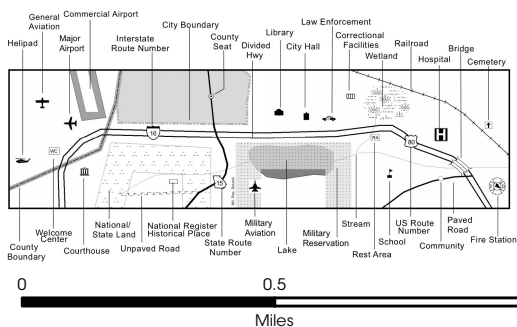 General
Aviation
Commercial Airport
Helipad
Major
Airport
Interstate
Route Number
City Boundary
County
Seat
Divided
Hwy
Library
City Hall
Law Enforcement
Correctional
Facilities
Wetland
Railroad
Hospital
Bridge
Cemetery
16
WC
15
Mil. Res. Bound
RA
80
H
County
Boundary
Welcome
Center
Courthouse
National/
State Land
Unpaved Road
National Register
Historical Place
State Route
Number
Military
Aviation
Lake
Military
Reservation
Stream
Rest Area
School
US Route
Number
Community
Paved
Road
Fire Station
0
0.5
Miles